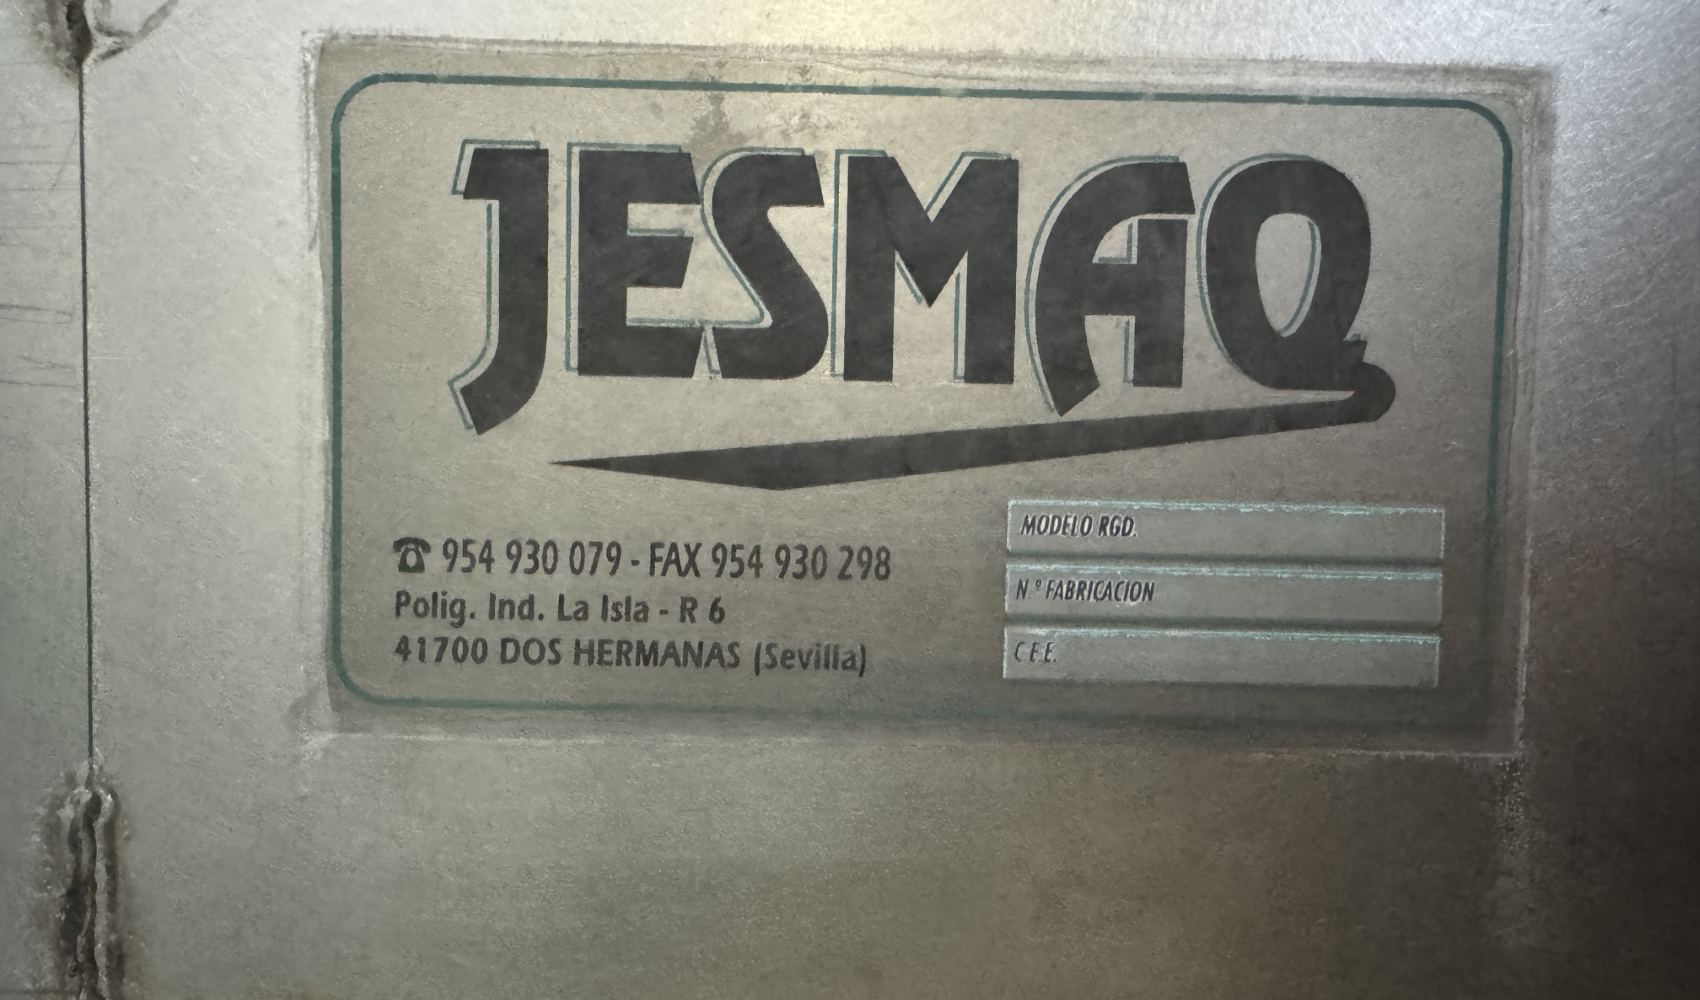 JESMAQ
☎ 954 930 079 - FAX 954 930 298
Polig. Ind. La Isla - R 6
41700 DOS HERMANAS (Sevilla)
MODELO RGD.
N.º FABRICACION
C.E.E.